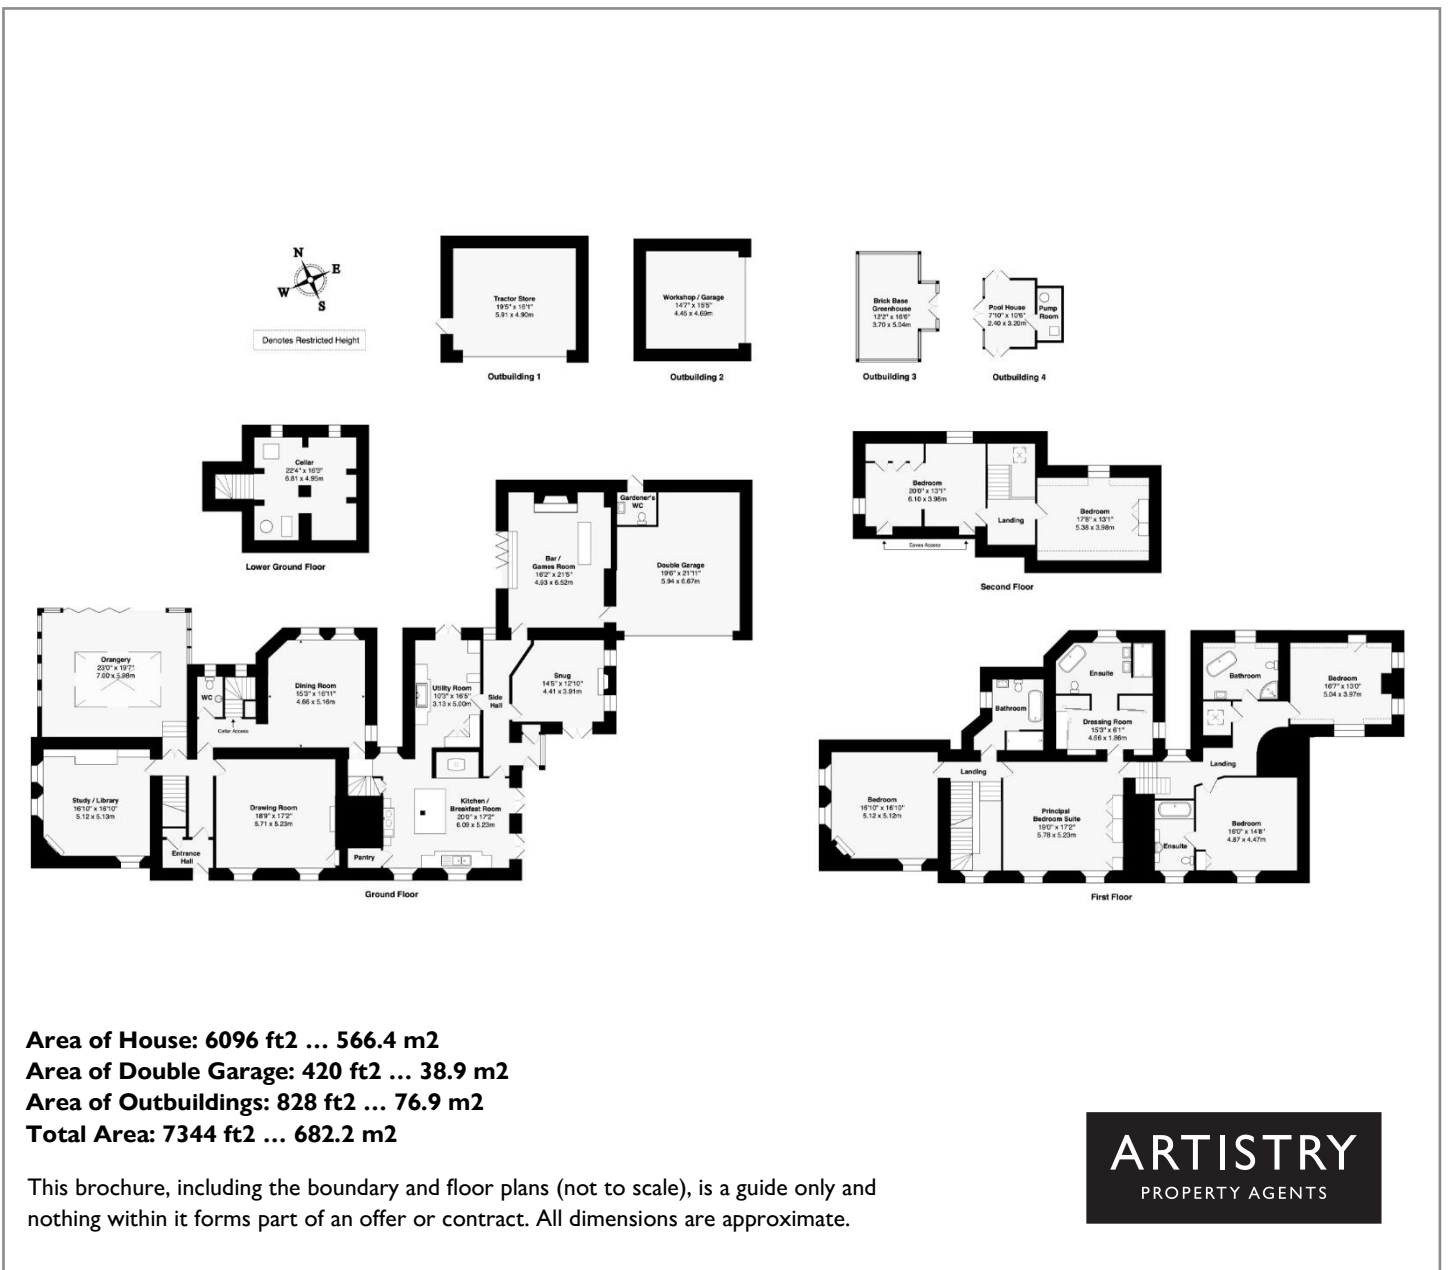 N
E
W
S
Denotes Restricted Height
Tractor Store
19'5" x 16'1"
5.91 x 4.90m
Outbuilding 1
Workshop / Garage
14'7" x 15'5"
4.45 x 4.69m
Outbuilding 2
Brick Base
Greenhouse
12'2" x 16'6"
3.70 x 5.04m
Outbuilding 3
Pool House
7'10" x 10'6"
2.40 x 3.20m
Pump
Room
Outbuilding 4
Cellar
22'4" x 16'3"
6.81 x 4.95m
Lower Ground Floor
Bedroom
20'0" x 13'1"
6.10 x 3.98m
Landing
Bedroom
17'8" x 13'1"
5.38 x 3.98m
Eaves Access
Second Floor
Gardener's
WC
Bar /
Games Room
16'2" x 21'5"
4.93 x 6.52m
Double Garage
19'6" x 21'11"
5.94 x 6.67m
Orangery
23'0" x 19'7"
7.00 x 5.98m
WC
Cellar Access
Dining Room
15'3" x 16'11"
4.66 x 5.16m
Utility Room
10'3" x 16'5"
3.13 x 5.00m
Side
Hall
Snug
14'5" x 12'10"
4.41 x 3.91m
Study / Library
16'10" x 16'10"
5.12 x 5.13m
Entrance
Hall
Drawing Room
18'9" x 17'2"
5.71 x 5.23m
Pantry
Kitchen /
Breakfast Room
20'0" x 17'2"
6.09 x 5.23m
Ground Floor
Bathroom
Ensuite
Dressing Room
15'3" x 6'1"
4.66 x 1.86m
Bathroom
Bedroom
16'7" x 13'0"
5.04 x 3.97m
Landing
Bedroom
16'10" x 16'10"
5.12 x 5.12m
Principal
Bedroom Suite
19'0" x 17'2"
5.78 x 5.23m
Landing
Ensuite
Bedroom
16'0" x 14'8"
4.87 x 4.47m
First Floor
Area of House: 6096 ft2 … 566.4 m2
Area of Double Garage: 420 ft2 … 38.9 m2
Area of Outbuildings: 828 ft2 … 76.9 m2
Total Area: 7344 ft2 … 682.2 m2
This brochure, including the boundary and floor plans (not to scale), is a guide only and
nothing within it forms part of an offer or contract. All dimensions are approximate.
ARTISTRY
PROPERTY AGENTS